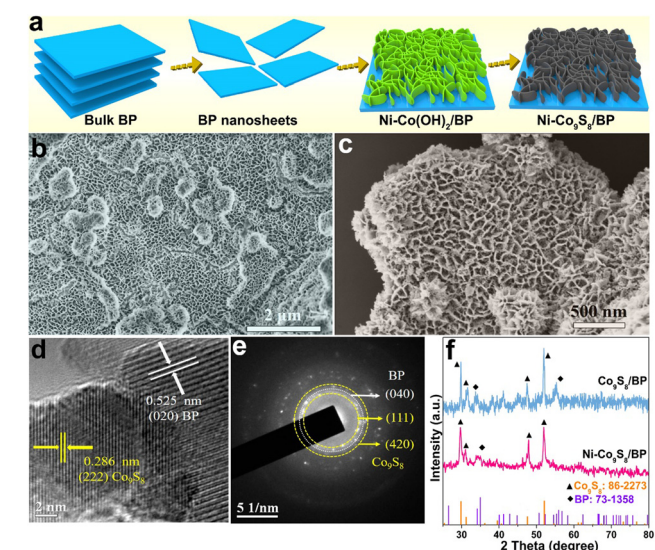 a
Bulk BP
BP nanosheets
Ni-Co(OH)₂/BP
Ni-Co₉S₈/BP
b
2 μm
c
500 nm
d
0.525 nm
(020) BP
0.286 nm
(222) Co₉S₈
2 nm
e
BP
(040)
(111)
(420)
Co₉S₈
5 1/nm
f
Intensity (a.u.)
Co₉S₈/BP
Ni-Co₉S₈/BP
▲Co₉S₈: 86-2273
◆BP: 73-1358
30 40 50 60 70 80
2 Theta (degree)